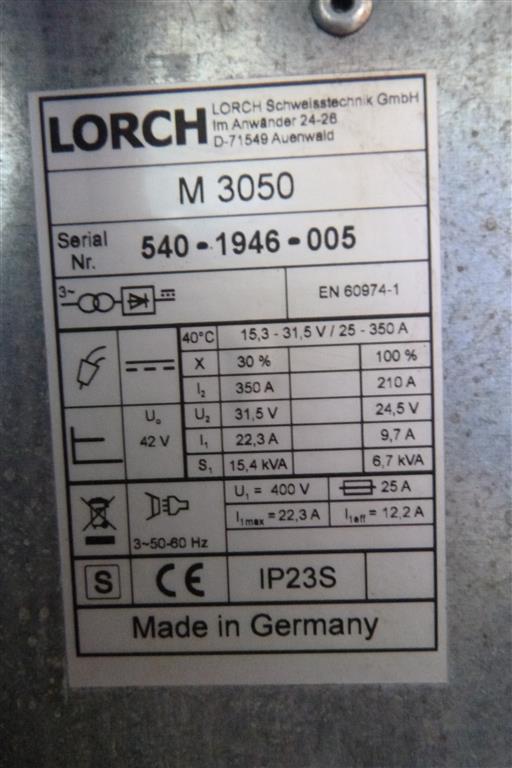 LORCH
LORCH Schweisstechnik GmbH
Im Anwänder 24-26
D-71549 Auenwald
M 3050
Serial Nr. 540-1946-005
3~
EN 60974-1
40°C 15,3 - 31,5 V / 25 - 350 A
X 30 % 100 %
I2 350 A 210 A
U0 42 V
U2 31,5 V 24,5 V
I1 22,3 A 9,7 A
S1 15,4 kVA 6,7 kVA
3~50-60 Hz
U1 = 400 V 25 A
I1max = 22,3 A I1eff = 12,2 A
S CE IP23S
Made in Germany